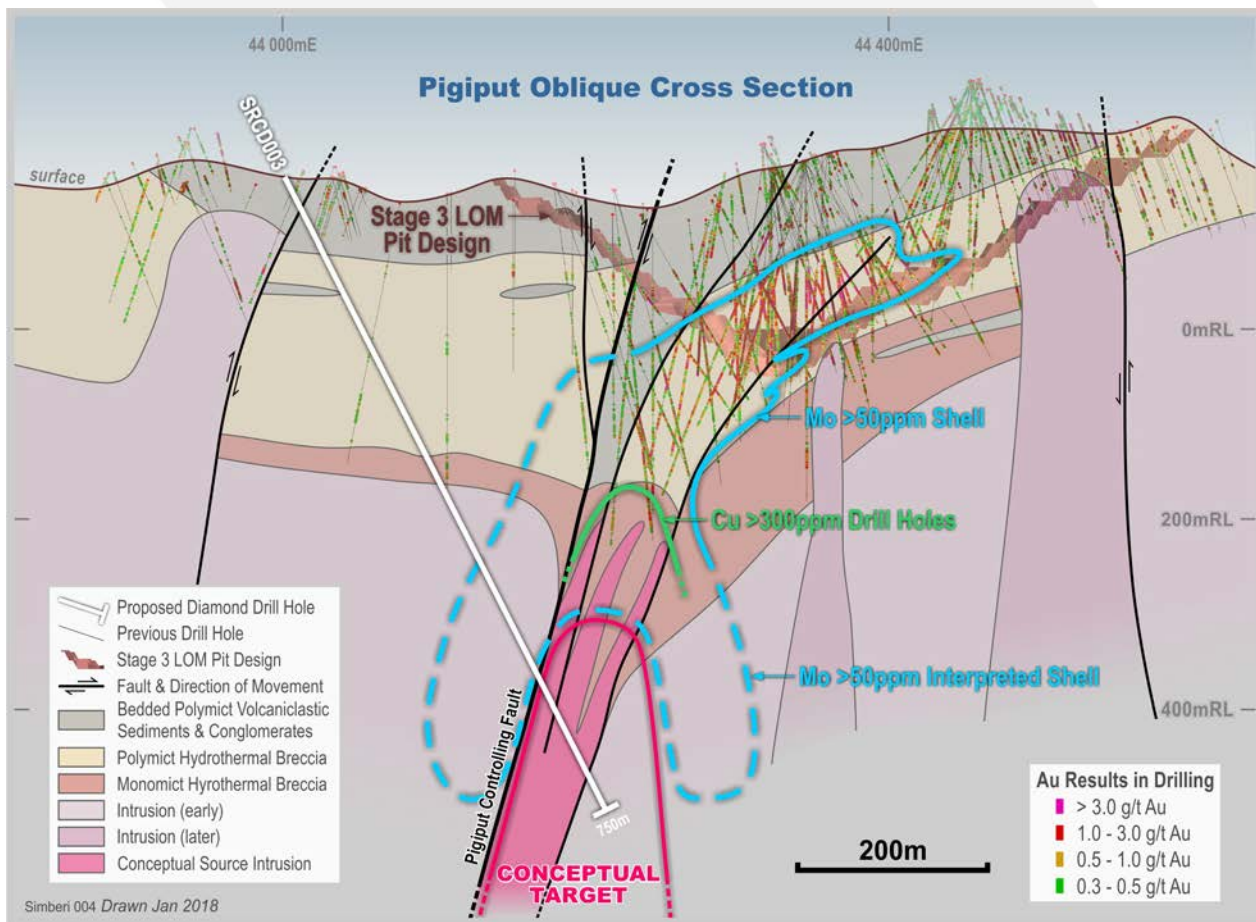 44 000mE
44 400mE
Pigiput Oblique Cross Section
SRCD003
surface
Stage 3 LOM
Pit Design
0mRL
Mo >50ppm Shell
Cu >300ppm Drill Holes
200mRL
Mo >50ppm Interpreted Shell
400mRL
Pigiput Controlling Fault
750m
CONCEPTUAL
TARGET
200m
Proposed Diamond Drill Hole
Previous Drill Hole
Stage 3 LOM Pit Design
Fault & Direction of Movement
Bedded Polymict Volcaniclastic
Sediments & Conglomerates
Polymict Hydrothermal Breccia
Monomict Hyrothermal Breccia
Intrusion (early)
Intrusion (later)
Conceptual Source Intrusion
Au Results in Drilling
> 3.0 g/t Au
1.0 - 3.0 g/t Au
0.5 - 1.0 g/t Au
0.3 - 0.5 g/t Au
Simberi 004 Drawn Jan 2018